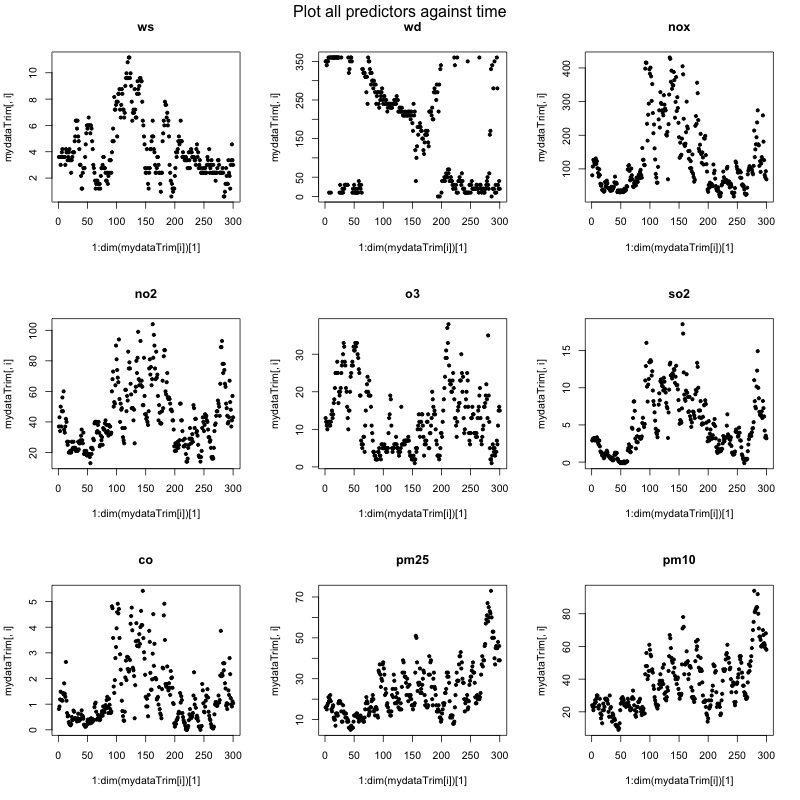 Plot all predictors against time
ws
wd
nox
mydataTrim[, i]
2 4 6 8 10
0 50 100 150 200 250 300
1:dim(mydataTrim[i])[1]
mydataTrim[, i]
0 50 150 250 350
0 50 100 150 200 250 300
1:dim(mydataTrim[i])[1]
mydataTrim[, i]
100 200 300 400
0 50 100 150 200 250 300
1:dim(mydataTrim[i])[1]
no2
o3
so2
mydataTrim[, i]
20 40 60 80 100
0 50 100 150 200 250 300
1:dim(mydataTrim[i])[1]
mydataTrim[, i]
0 10 20 30
0 50 100 150 200 250 300
1:dim(mydataTrim[i])[1]
mydataTrim[, i]
0 5 10 15
0 50 100 150 200 250 300
1:dim(mydataTrim[i])[1]
co
pm25
pm10
mydataTrim[, i]
0 1 2 3 4 5
0 50 100 150 200 250 300
1:dim(mydataTrim[i])[1]
mydataTrim[, i]
10 30 50 70
0 50 100 150 200 250 300
1:dim(mydataTrim[i])[1]
mydataTrim[, i]
20 40 60 80
0 50 100 150 200 250 300
1:dim(mydataTrim[i])[1]